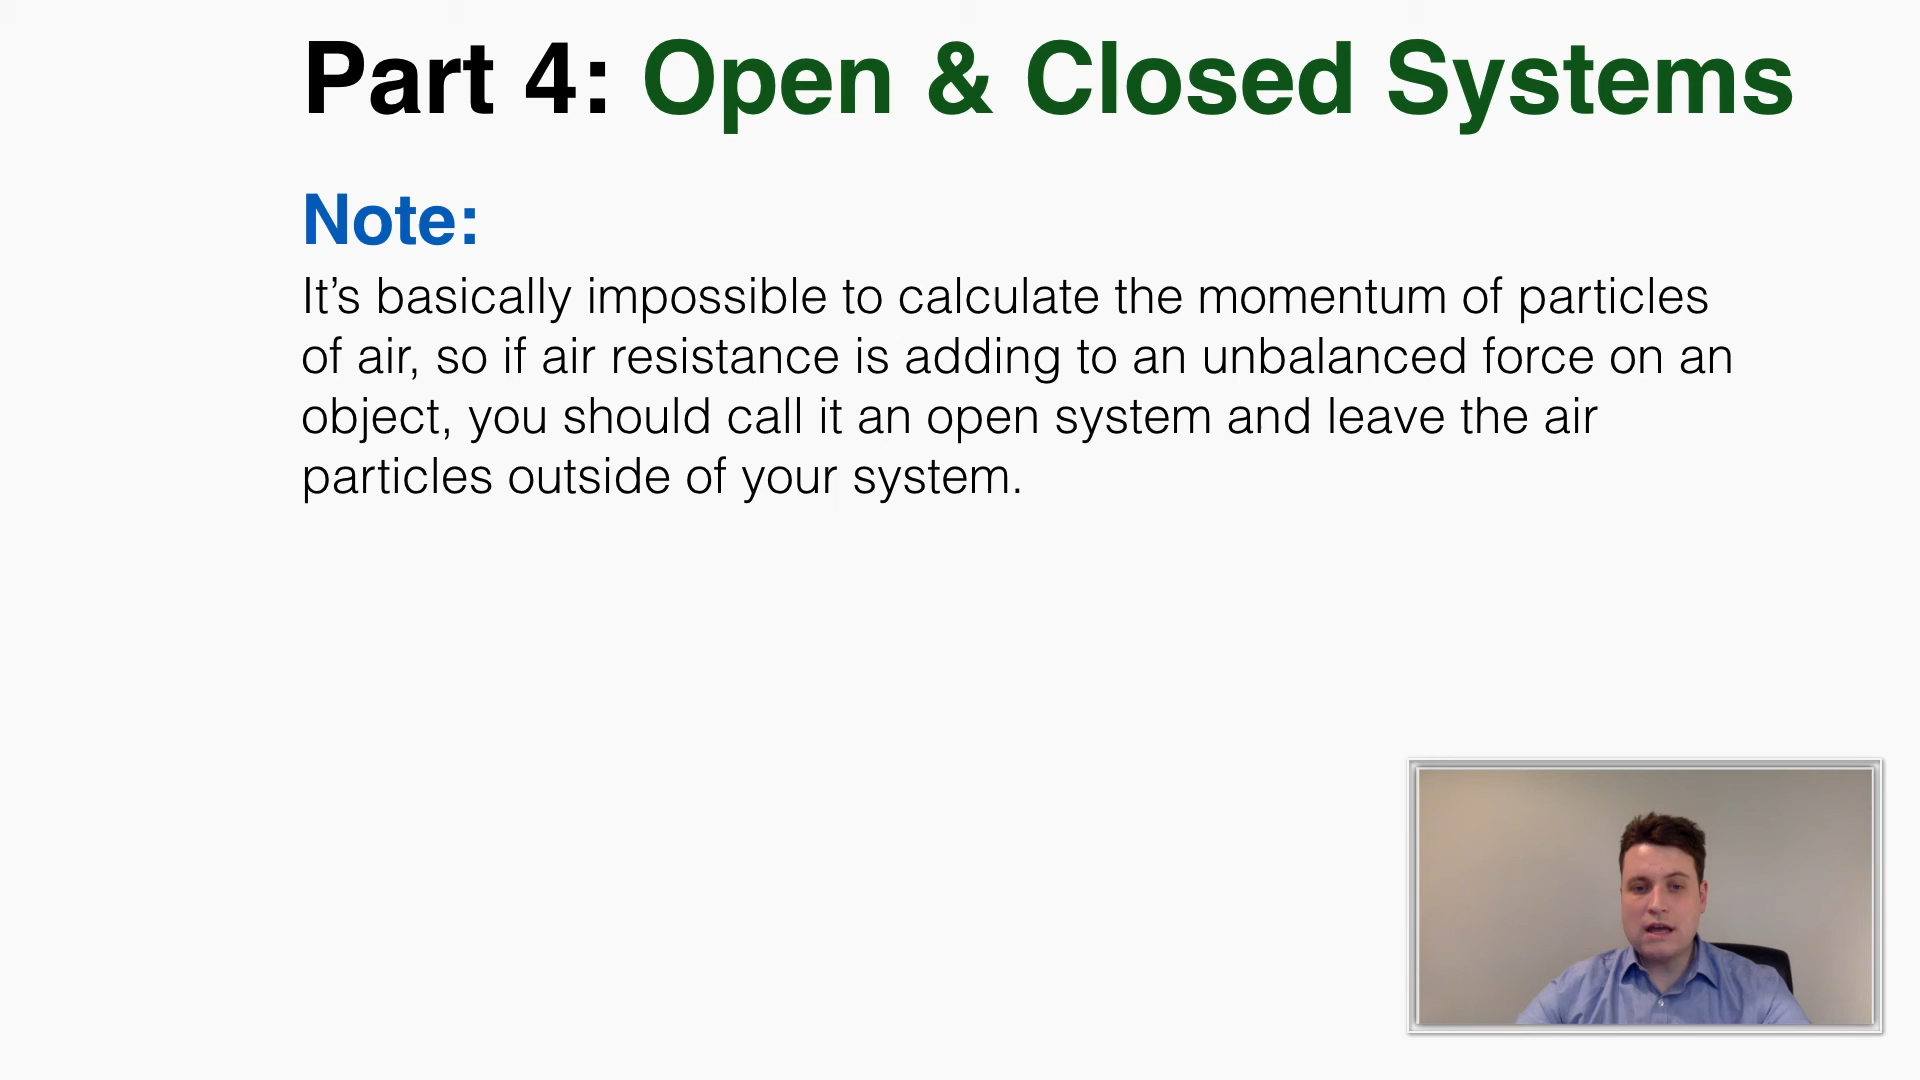 Part 4: Open & Closed Systems
Note:
It’s basically impossible to calculate the momentum of particles
of air, so if air resistance is adding to an unbalanced force on an
object, you should call it an open system and leave the air
particles outside of your system.